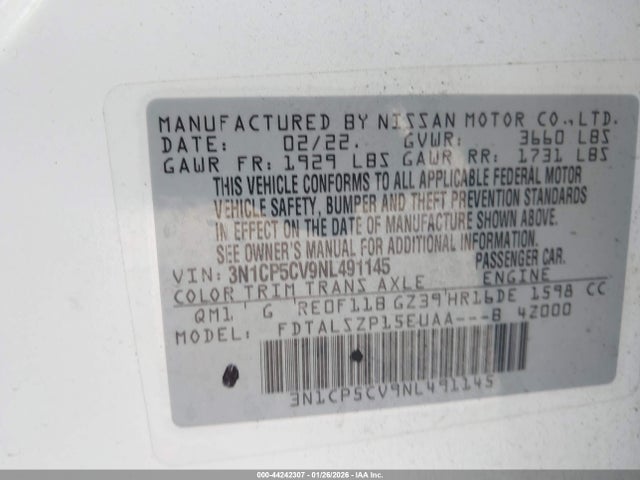 MANUFACTURED BY NISSAN MOTOR CO.,LTD.
DATE: 02/22. GVWR: 3660 LBS
GAWR FR: 1929 LBS GAWR RR: 1731 LBS
THIS VEHICLE CONFORMS TO ALL APPLICABLE FEDERAL MOTOR
VEHICLE SAFETY, BUMPER AND THEFT PREVENTION STANDARDS
IN EFFECT ON THE DATE OF MANUFACTURE SHOWN ABOVE.
SEE OWNER'S MANUAL FOR ADDITIONAL INFORMATION.
VIN: 3N1CP5CV9NL491145 PASSENGER CAR.
COLOR TRIM TRANS AXLE ENGINE
QM1 G RE0F11B GZ39 HR16DE 1598 CC
FDTALSZP15EUAA---B 42000
3N1CP5CV9NL491145
000-44242307 | 01/26/2026 | IAA Inc.